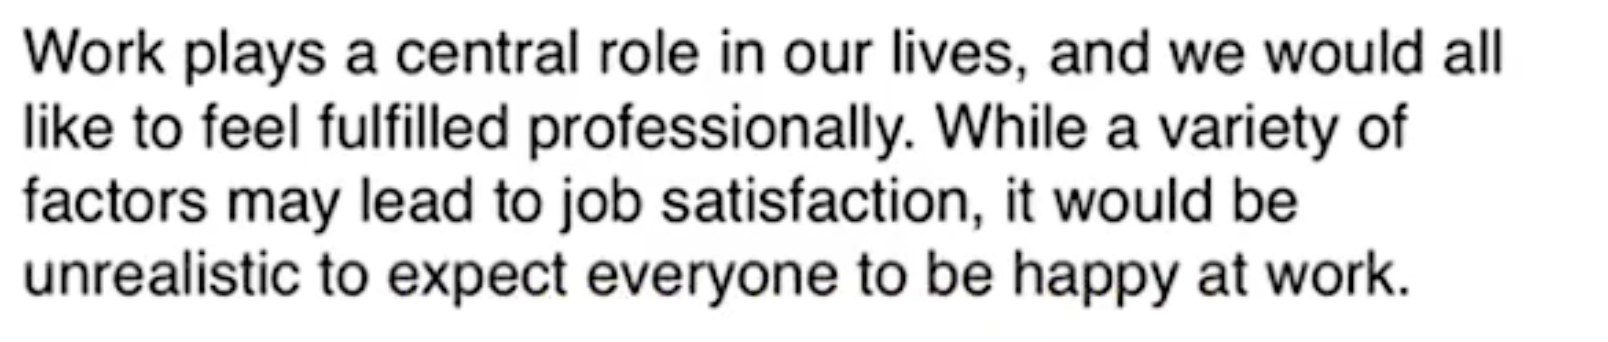 Work plays a central role in our lives, and we would all
like to feel fulfilled professionally. While a variety of
factors may lead to job satisfaction, it would be
unrealistic to expect everyone to be happy at work.